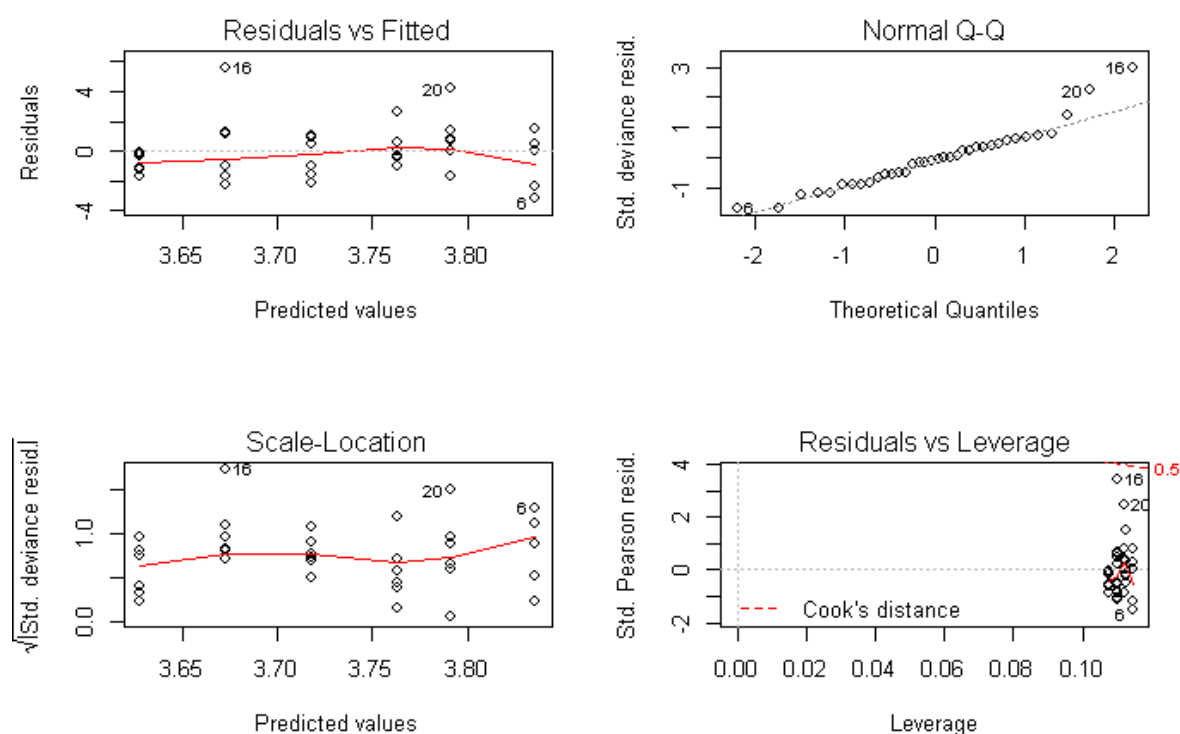 Residuals vs Fitted
Residuals
4
0
-4
16
20
6
3.65 3.70 3.75 3.80
Predicted values
Normal Q-Q
Std. deviance resid.
3
1
-1
16
20
6
-2 -1 0 1 2
Theoretical Quantiles
Scale-Location
√|Std. deviance resid.|
1.0
0.0
16
20
6
3.65 3.70 3.75 3.80
Predicted values
Residuals vs Leverage
Std. Pearson resid.
4
2
0
-2
0.5
16
20
6
Cook's distance
0.00 0.02 0.04 0.06 0.08 0.10
Leverage